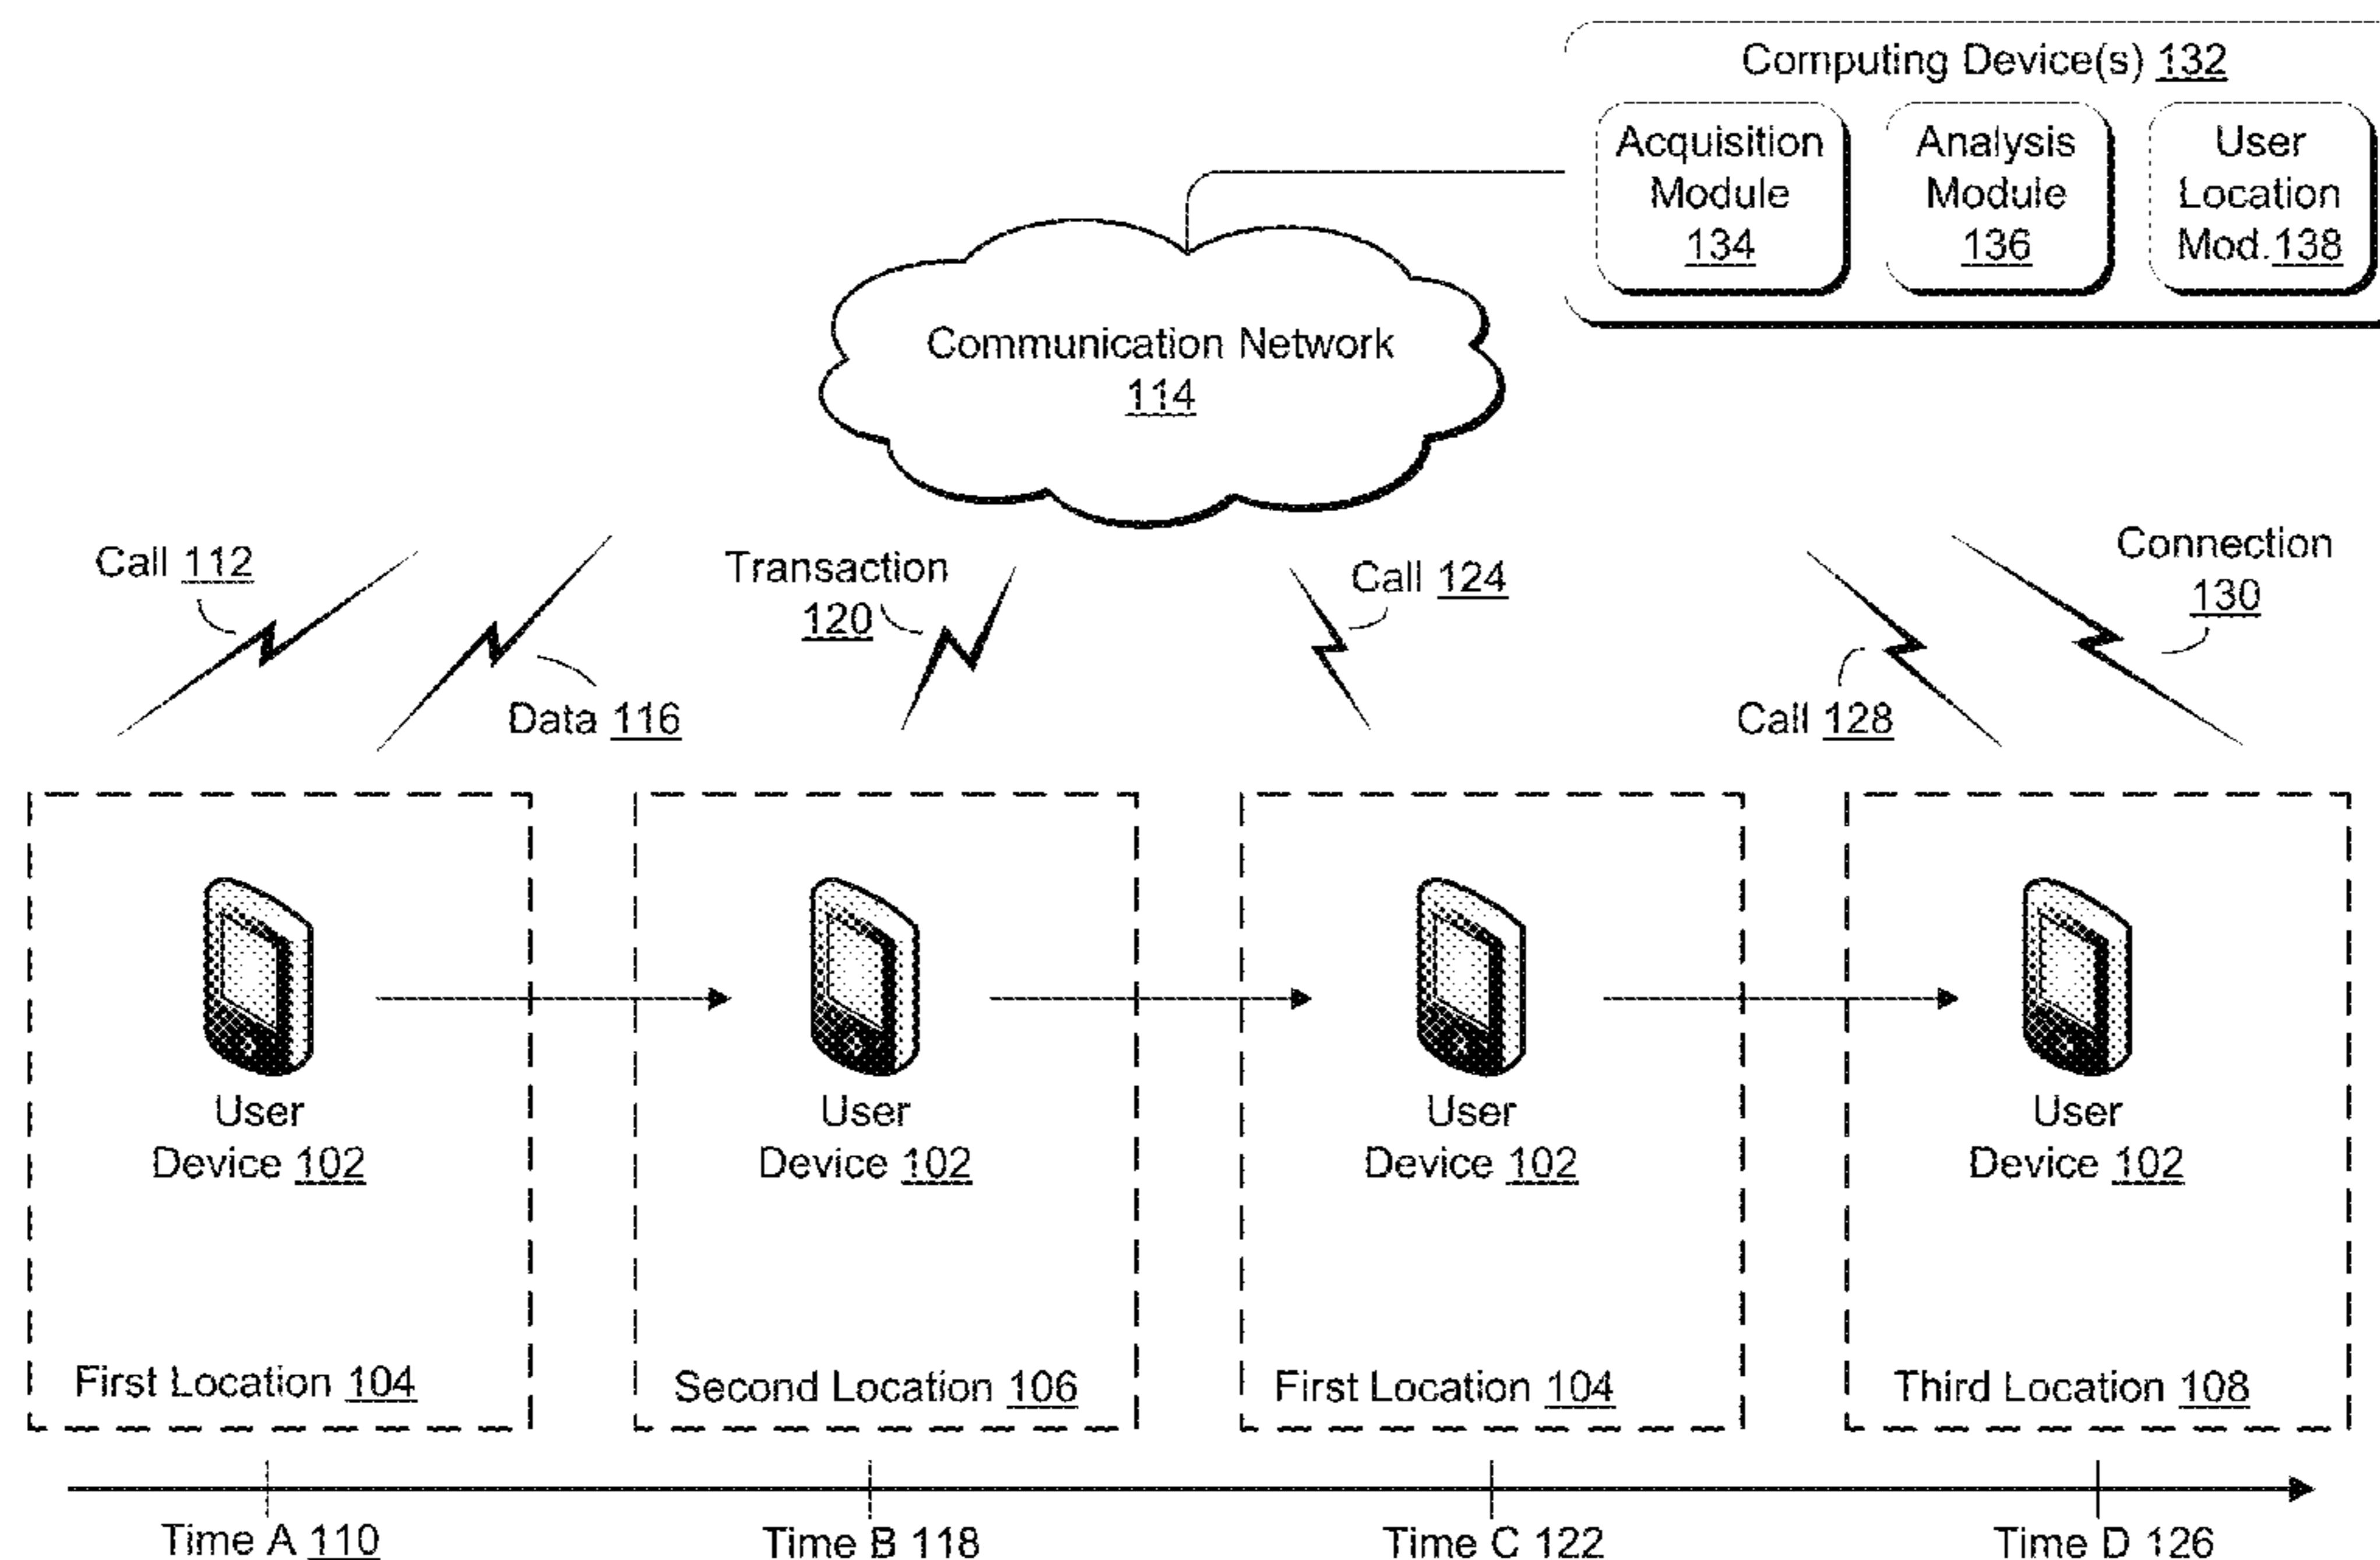 Computing Device(s) 132
Acquisition
Module
134
Analysis
Module
136
User
Location
Mod.138
Communication Network
114
Call 112
Data 116
Transaction
120
Call 124
Call 128
Connection
130
User
Device 102
First Location 104
User
Device 102
Second Location 106
User
Device 102
First Location 104
User
Device 102
Third Location 108
Time A 110
Time B 118
Time C 122
Time D 126